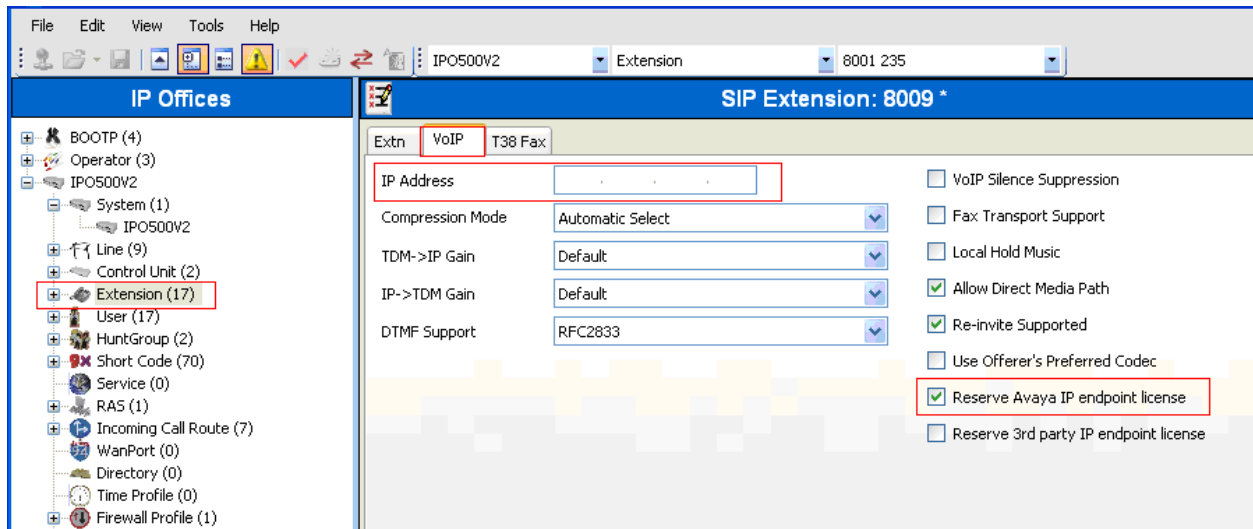 File Edit View Tools Help
IPO500V2 Extension 8001 235
IP Offices
BOOTP (4)
Operator (3)
IPO500V2
System (1)
IPO500V2
Line (9)
Control Unit (2)
Extension (17)
User (17)
HuntGroup (2)
Short Code (70)
Service (0)
RAS (1)
Incoming Call Route (7)
WanPort (0)
Directory (0)
Time Profile (0)
Firewall Profile (1)
SIP Extension: 8009 *
Extn VoIP T38 Fax
IP Address . . .
Compression Mode Automatic Select
TDM->IP Gain Default
IP->TDM Gain Default
DTMF Support RFC2833
VoIP Silence Suppression
Fax Transport Support
Local Hold Music
Allow Direct Media Path
Re-invite Supported
Use Offerer's Preferred Codec
Reserve Avaya IP endpoint license
Reserve 3rd party IP endpoint license